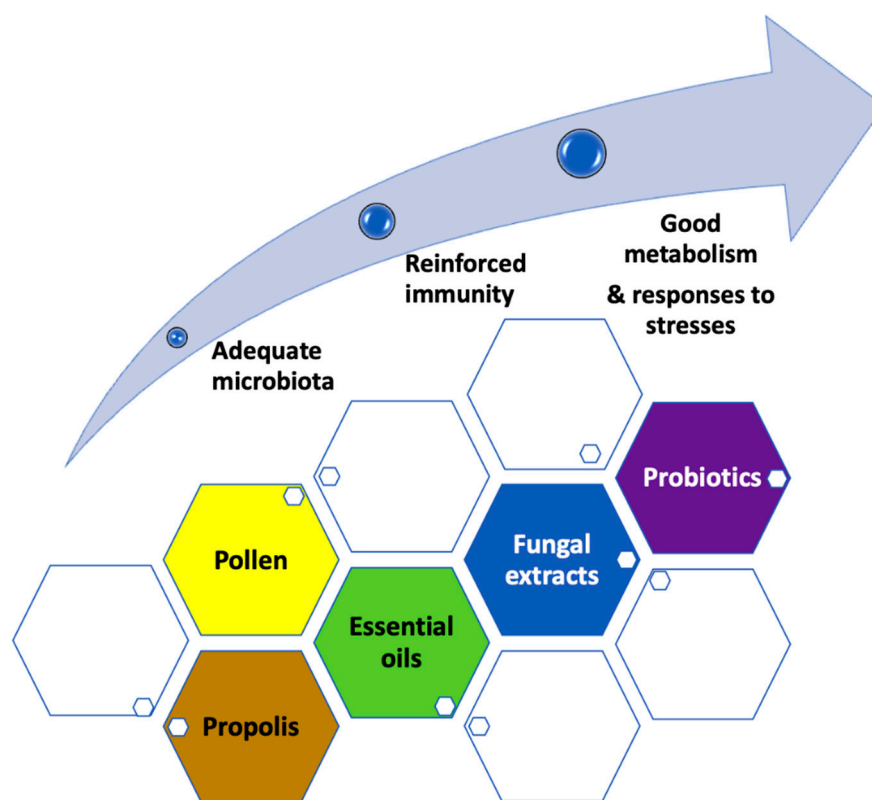 Good
metabolism
& responses to
stresses
Reinforced
immunity
Adequate
microbiota
Probiotics
Fungal
extracts
Pollen
Essential
oils
Propolis